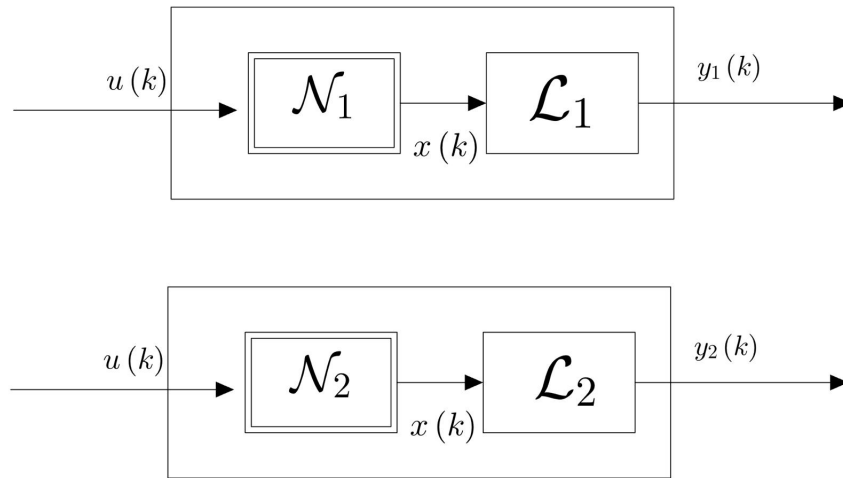 u (k)
𝒩₁
x (k)
ℒ₁
y₁ (k)
u (k)
𝒩₂
x (k)
ℒ₂
y₂ (k)